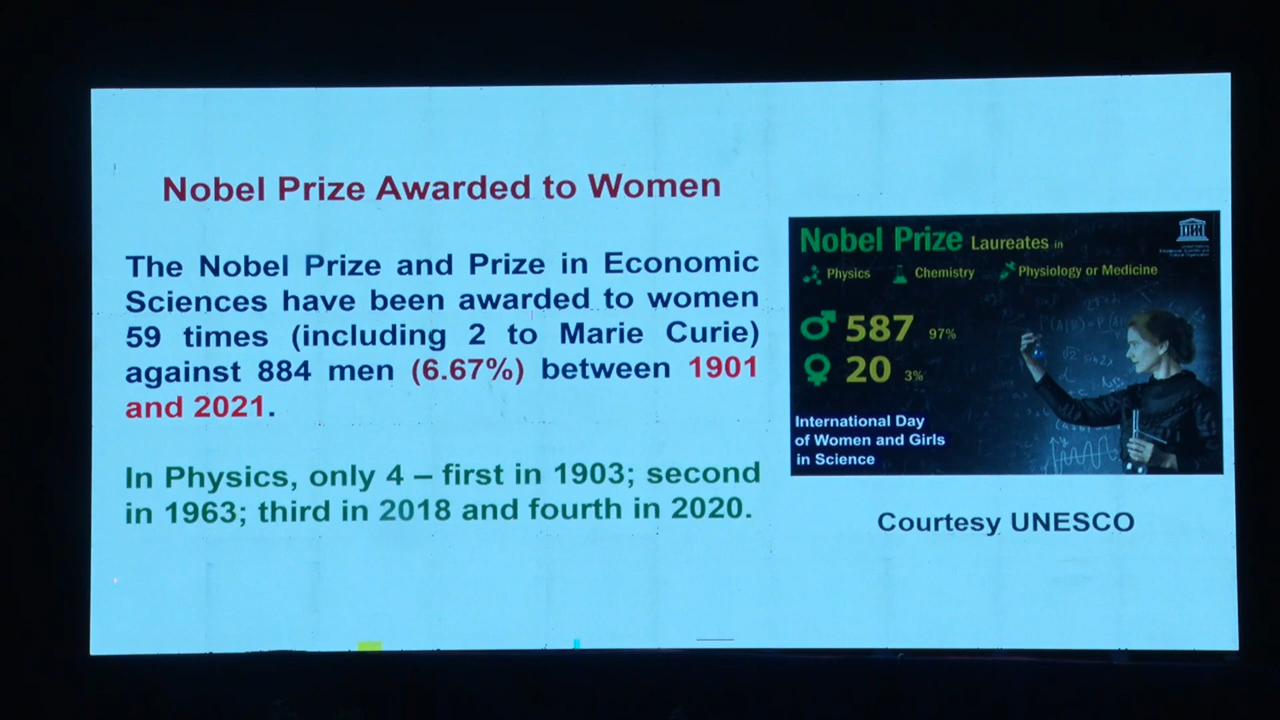 Nobel Prize Awarded to Women
The Nobel Prize and Prize in Economic
Sciences have been awarded to women
59 times (including 2 to Marie Curie)
against 884 men (6.67%) between 1901
and 2021.
In Physics, only 4 – first in 1903; second
in 1963; third in 2018 and fourth in 2020.
Nobel Prize Laureates in
Physics Chemistry Physiology or Medicine
587 97%
20 3%
International Day
of Women and Girls
in Science
Courtesy UNESCO